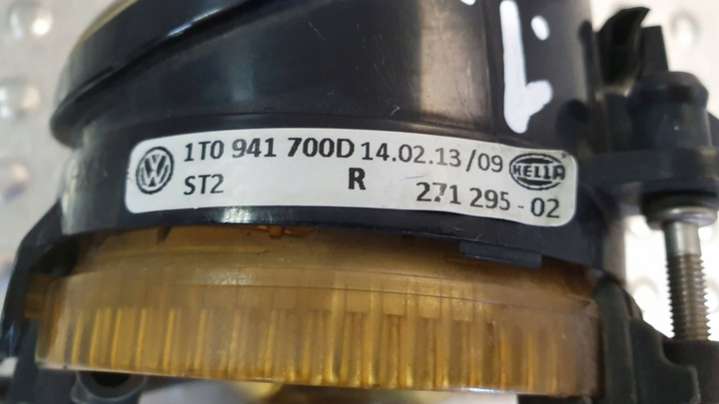 1T0 941 700D 14.02.13/09 HELLA
ST2 R 271 295-02